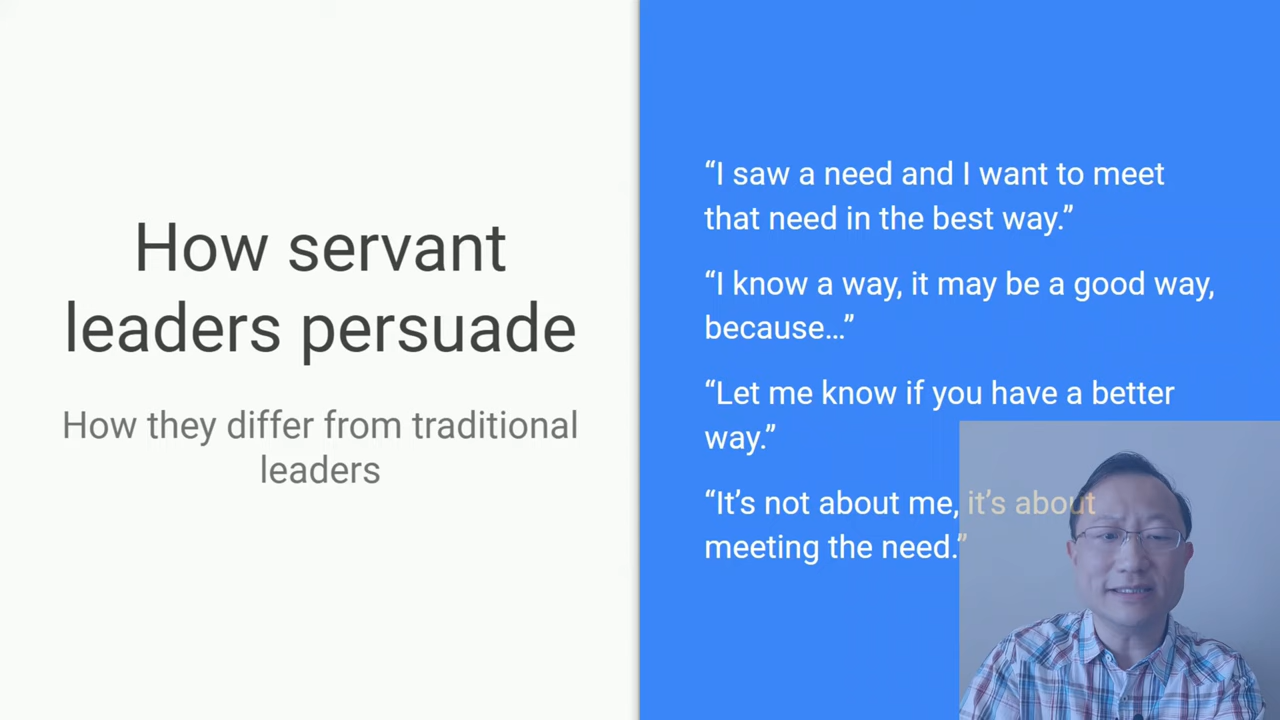 How servant
leaders persuade
How they differ from traditional
leaders
“I saw a need and I want to meet
that need in the best way.”
“I know a way, it may be a good way,
because…”
“Let me know if you have a better
way.”
“It’s not about me, it’s about
meeting the need.”